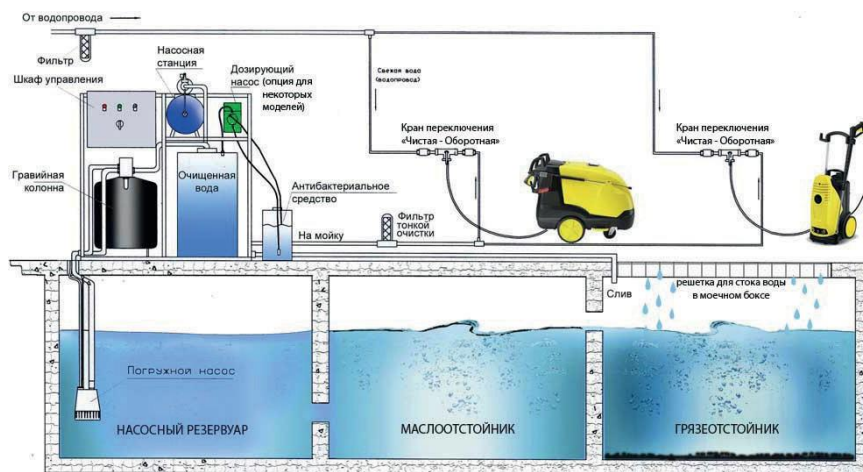 От водопровода
Фильтр
Шкаф управления
Насосная
станция
Дозирующий
насос (опция для
некоторых
моделей)
Свежая вода
(водопровод)
Кран переключения
«Чистая - Оборотная»
Кран переключения
«Чистая - Оборотная»
Гравийная
колонна
Очищенная
вода
Антибактериальное
средство
На мойку
Фильтр
тонкой
очистки
Слив
решетка для стока воды
в моечном боксе
Погружной насос
НАСОСНЫЙ РЕЗЕРВУАР
МАСЛООТСТОЙНИК
ГРЯЗЕОТСТОЙНИК